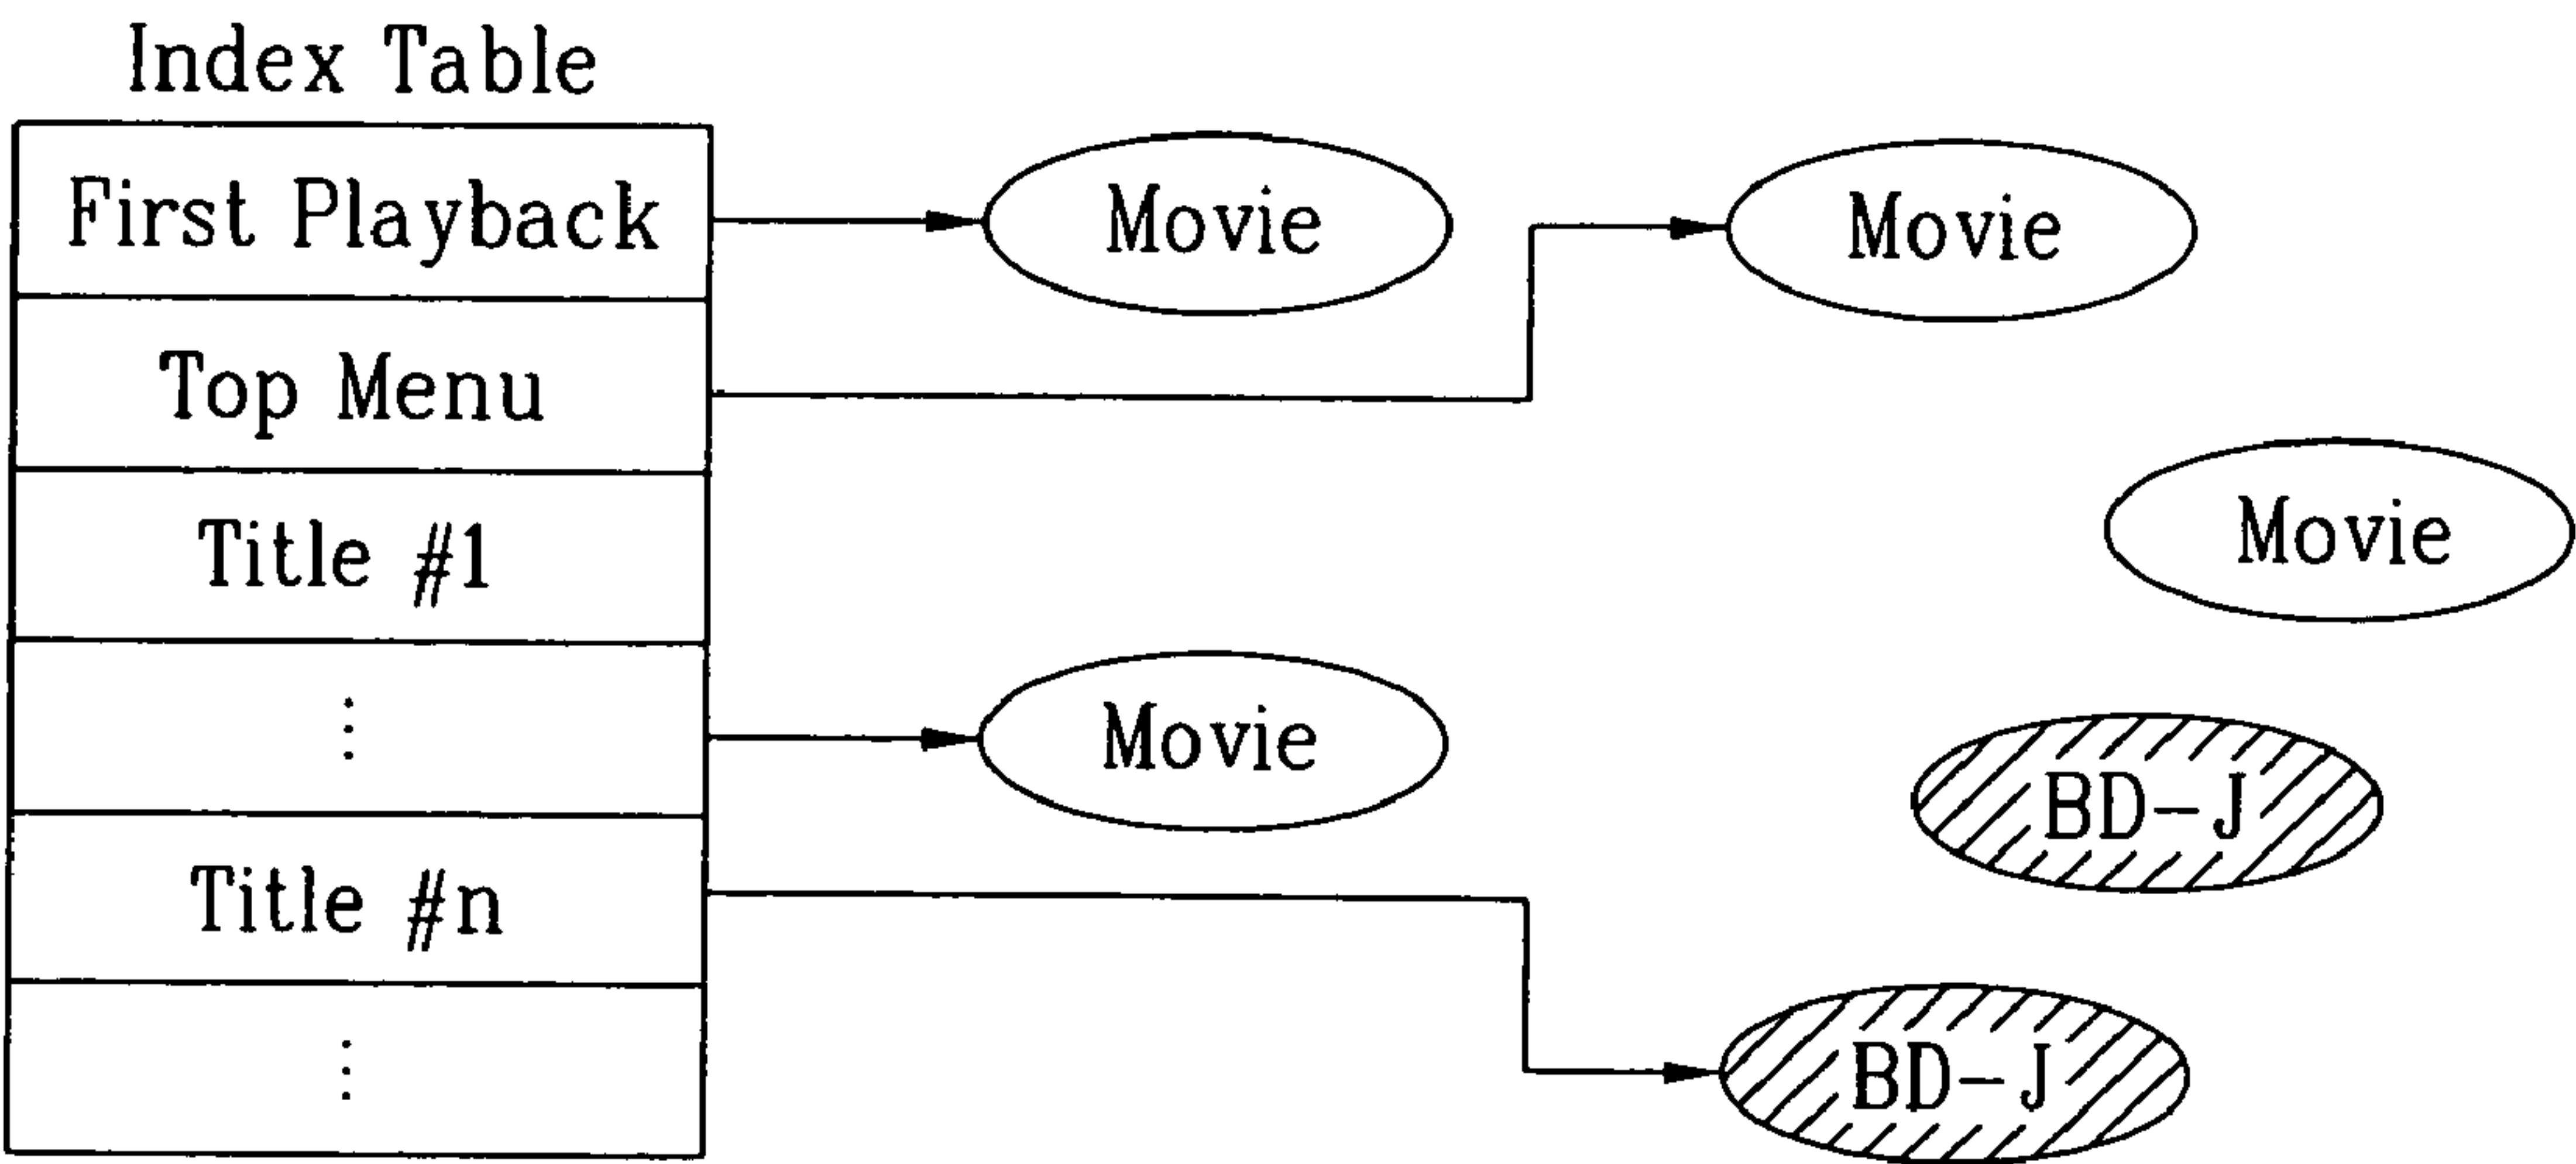 Index Table
First Playback
Movie
Movie
Top Menu
Title #1
Movie
⋮
Movie
BD-J
Title #n
⋮
BD-J